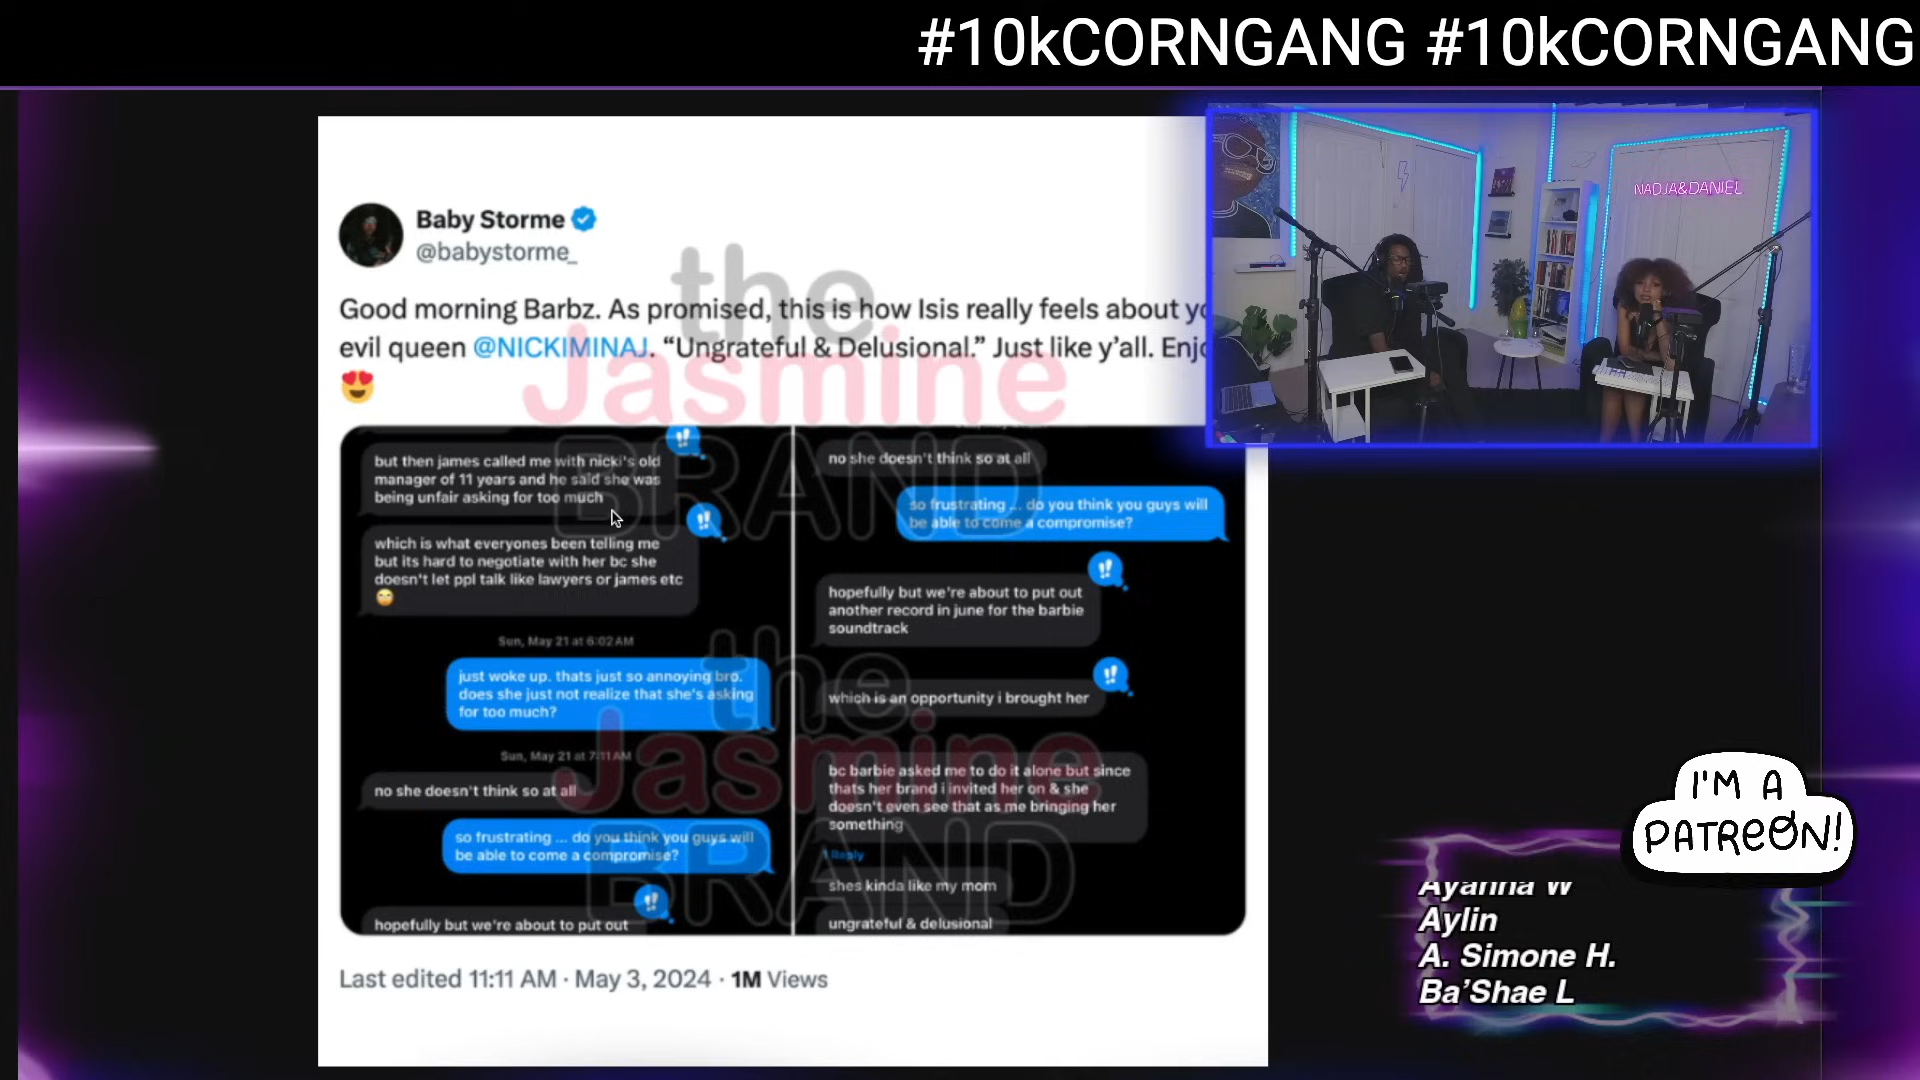 #10kCORNGANG #10kCORNGANG
NADJA&DANIEL
Baby Storme
@babystorme_
Good morning Barbz. As promised, this is how Isis really feels about
evil queen @NICKIMINAJ. “Ungrateful & Delusional.” Just like y’all.
😍
the
Jasmine
BRAND
but then james called me with nicki's old
manager of 11 years and he said she was
being unfair asking for too much
which is what everyones been telling me
but its hard to negotiate with her bc she
doesn't let ppl talk like lawyers or james etc
Sun, May 21 at 6:02 AM
just woke up. thats just so annoying bro.
does she just not realize that she's asking
for too much?
Sun, May 21 at 7:11 AM
no she doesn't think so at all
so frustrating ... do you think you guys will
be able to come a compromise?
hopefully but we're about to put out
no she doesn't think so at all
so frustrating ... do you think you guys will
be able to come a compromise?
hopefully but we're about to put out
another record in june for the barbie
soundtrack
which is an opportunity i brought her
bc barbie asked me to do it alone but since
thats her brand i invited her on & she
doesn't even see that as me bringing her
something
1 Reply
shes kinda like my mom
ungrateful & delusional
the
Jasmine
BRAND
Last edited 11:11 AM · May 3, 2024 · 1M Views
I'M A
PATREON!
Ayanna W
Aylin
A. Simone H.
Ba’Shae L